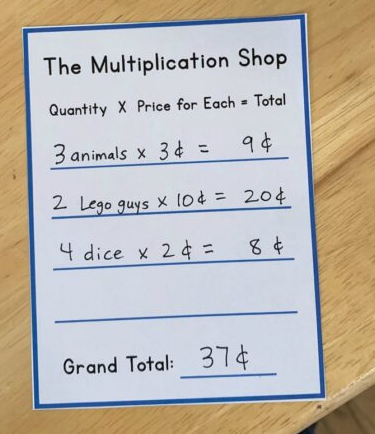 The Multiplication Shop
Quantity X Price for Each = Total
3 animals x 3¢ = 9¢
2 Lego guys x 10¢ = 20¢
4 dice x 2¢ = 8¢
Grand Total: 37¢